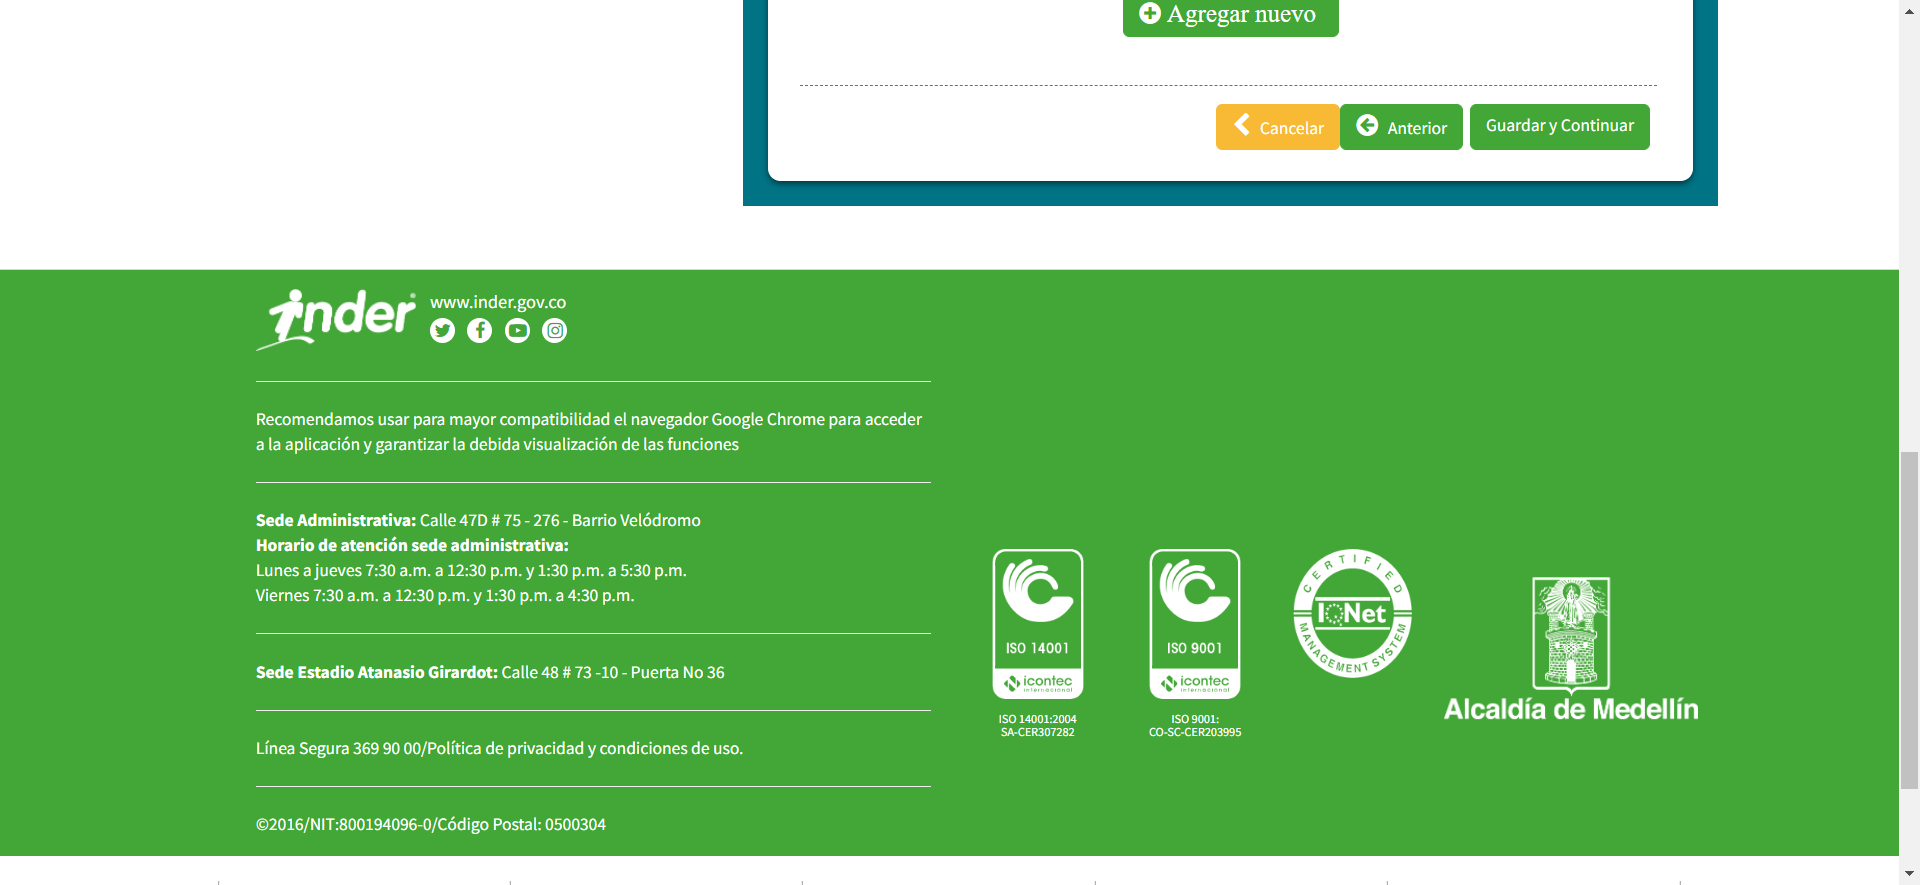 Agregar nuevo
Cancelar
Anterior
Guardar y Continuar
inder
www.inder.gov.co
Recomendamos usar para mayor compatibilidad el navegador Google Chrome para acceder
a la aplicación y garantizar la debida visualización de las funciones
Sede Administrativa: Calle 47D # 75 - 276 - Barrio Velódromo
Horario de atención sede administrativa:
Lunes a jueves 7:30 a.m. a 12:30 p.m. y 1:30 p.m. a 5:30 p.m.
Viernes 7:30 a.m. a 12:30 p.m. y 1:30 p.m. a 4:30 p.m.
Sede Estadio Atanasio Girardot: Calle 48 # 73 -10 - Puerta No 36
Línea Segura 369 90 00/Política de privacidad y condiciones de uso.
©2016/NIT:800194096-0/Código Postal: 0500304
ISO 14001
icontec
internacional
ISO 14001:2004
SA-CER307282
ISO 9001
icontec
internacional
ISO 9001:
CO-SC-CER203995
CERTIFIED
IQNet
MANAGEMENT SYSTEM
Alcaldía de Medellín